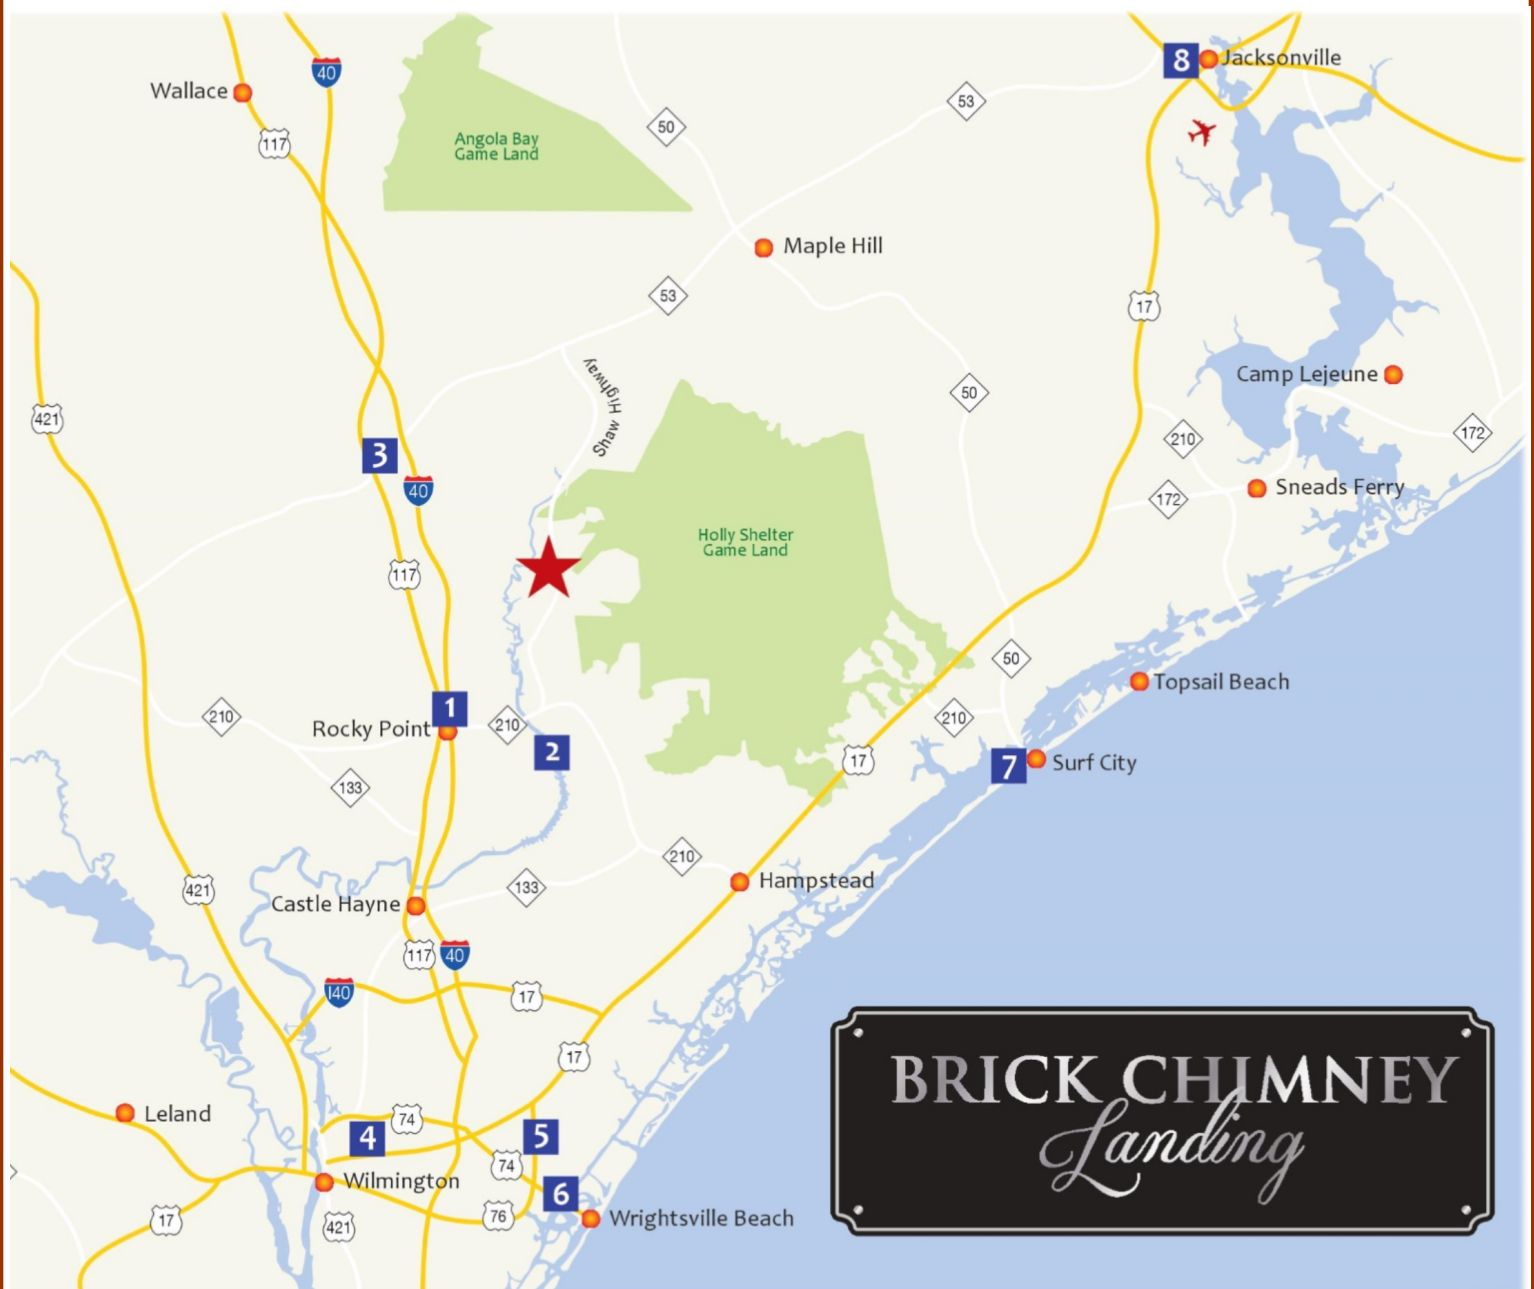 8
Jacksonville
40
Wallace
53
50
117
Angola Bay
Game Land
Maple Hill
53
17
Shaw Highway
Camp Lejeune
50
421
210
172
3
40
172
Sneads Ferry
Holly Shelter
Game Land
117
50
Topsail Beach
1
210
Rocky Point
210
210
2
17
7
Surf City
133
210
Hampstead
421
133
Castle Hayne
117
40
140
17
17
BRICK CHIMNEY
Landing
Leland
74
4
5
74
Wilmington
6
17
421
76
Wrightsville Beach